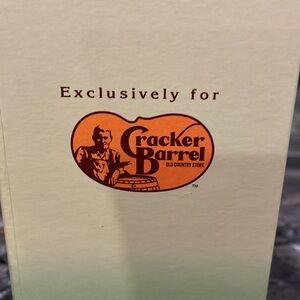 Exclusively for
Cracker
Barrel
OLD COUNTRY STORE
TM